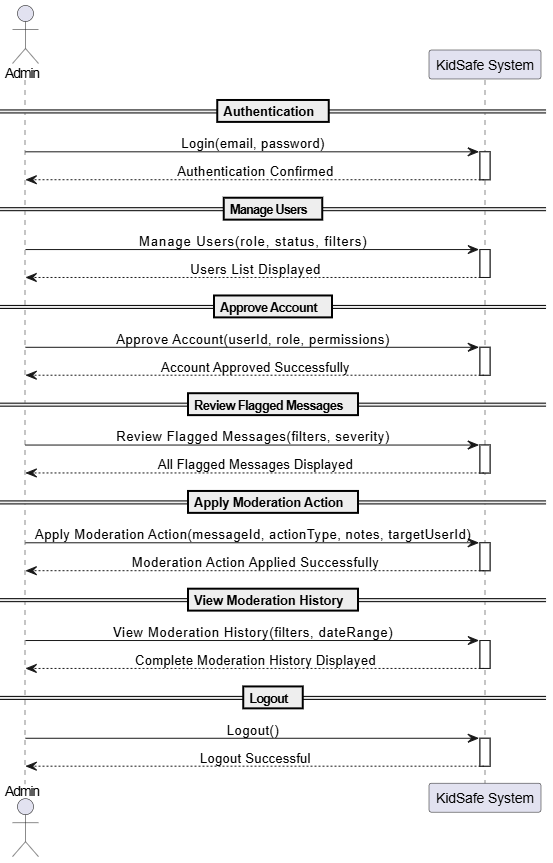 Admin
KidSafe System
Authentication
Login(email, password)
Authentication Confirmed
Manage Users
Manage Users(role, status, filters)
Users List Displayed
Approve Account
Approve Account(userId, role, permissions)
Account Approved Successfully
Review Flagged Messages
Review Flagged Messages(filters, severity)
All Flagged Messages Displayed
Apply Moderation Action
Apply Moderation Action(messageId, actionType, notes, targetUserId)
Moderation Action Applied Successfully
View Moderation History
View Moderation History(filters, dateRange)
Complete Moderation History Displayed
Logout
Logout()
Logout Successful
Admin
KidSafe System